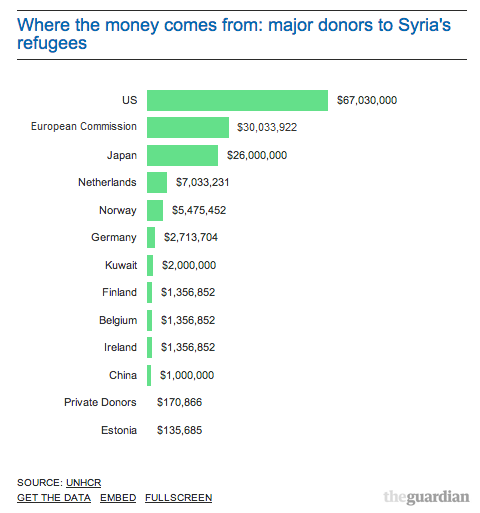 Where the money comes from: major donors to Syria's
refugees
US $67,030,000
European Commission $30,033,922
Japan $26,000,000
Netherlands $7,033,231
Norway $5,475,452
Germany $2,713,704
Kuwait $2,000,000
Finland $1,356,852
Belgium $1,356,852
Ireland $1,356,852
China $1,000,000
Private Donors $170,866
Estonia $135,685
SOURCE: UNHCR
GET THE DATA EMBED FULLSCREEN
theguardian